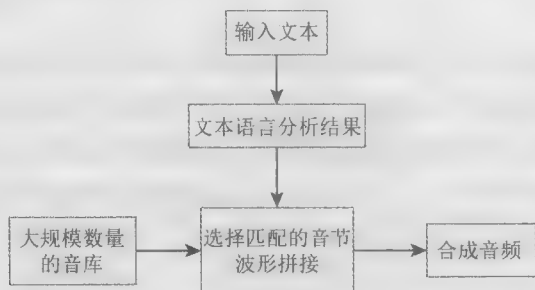 输入文本
文本语言分析结果
大规模数量
的音库
选择匹配的音节
波形拼接
合成音频